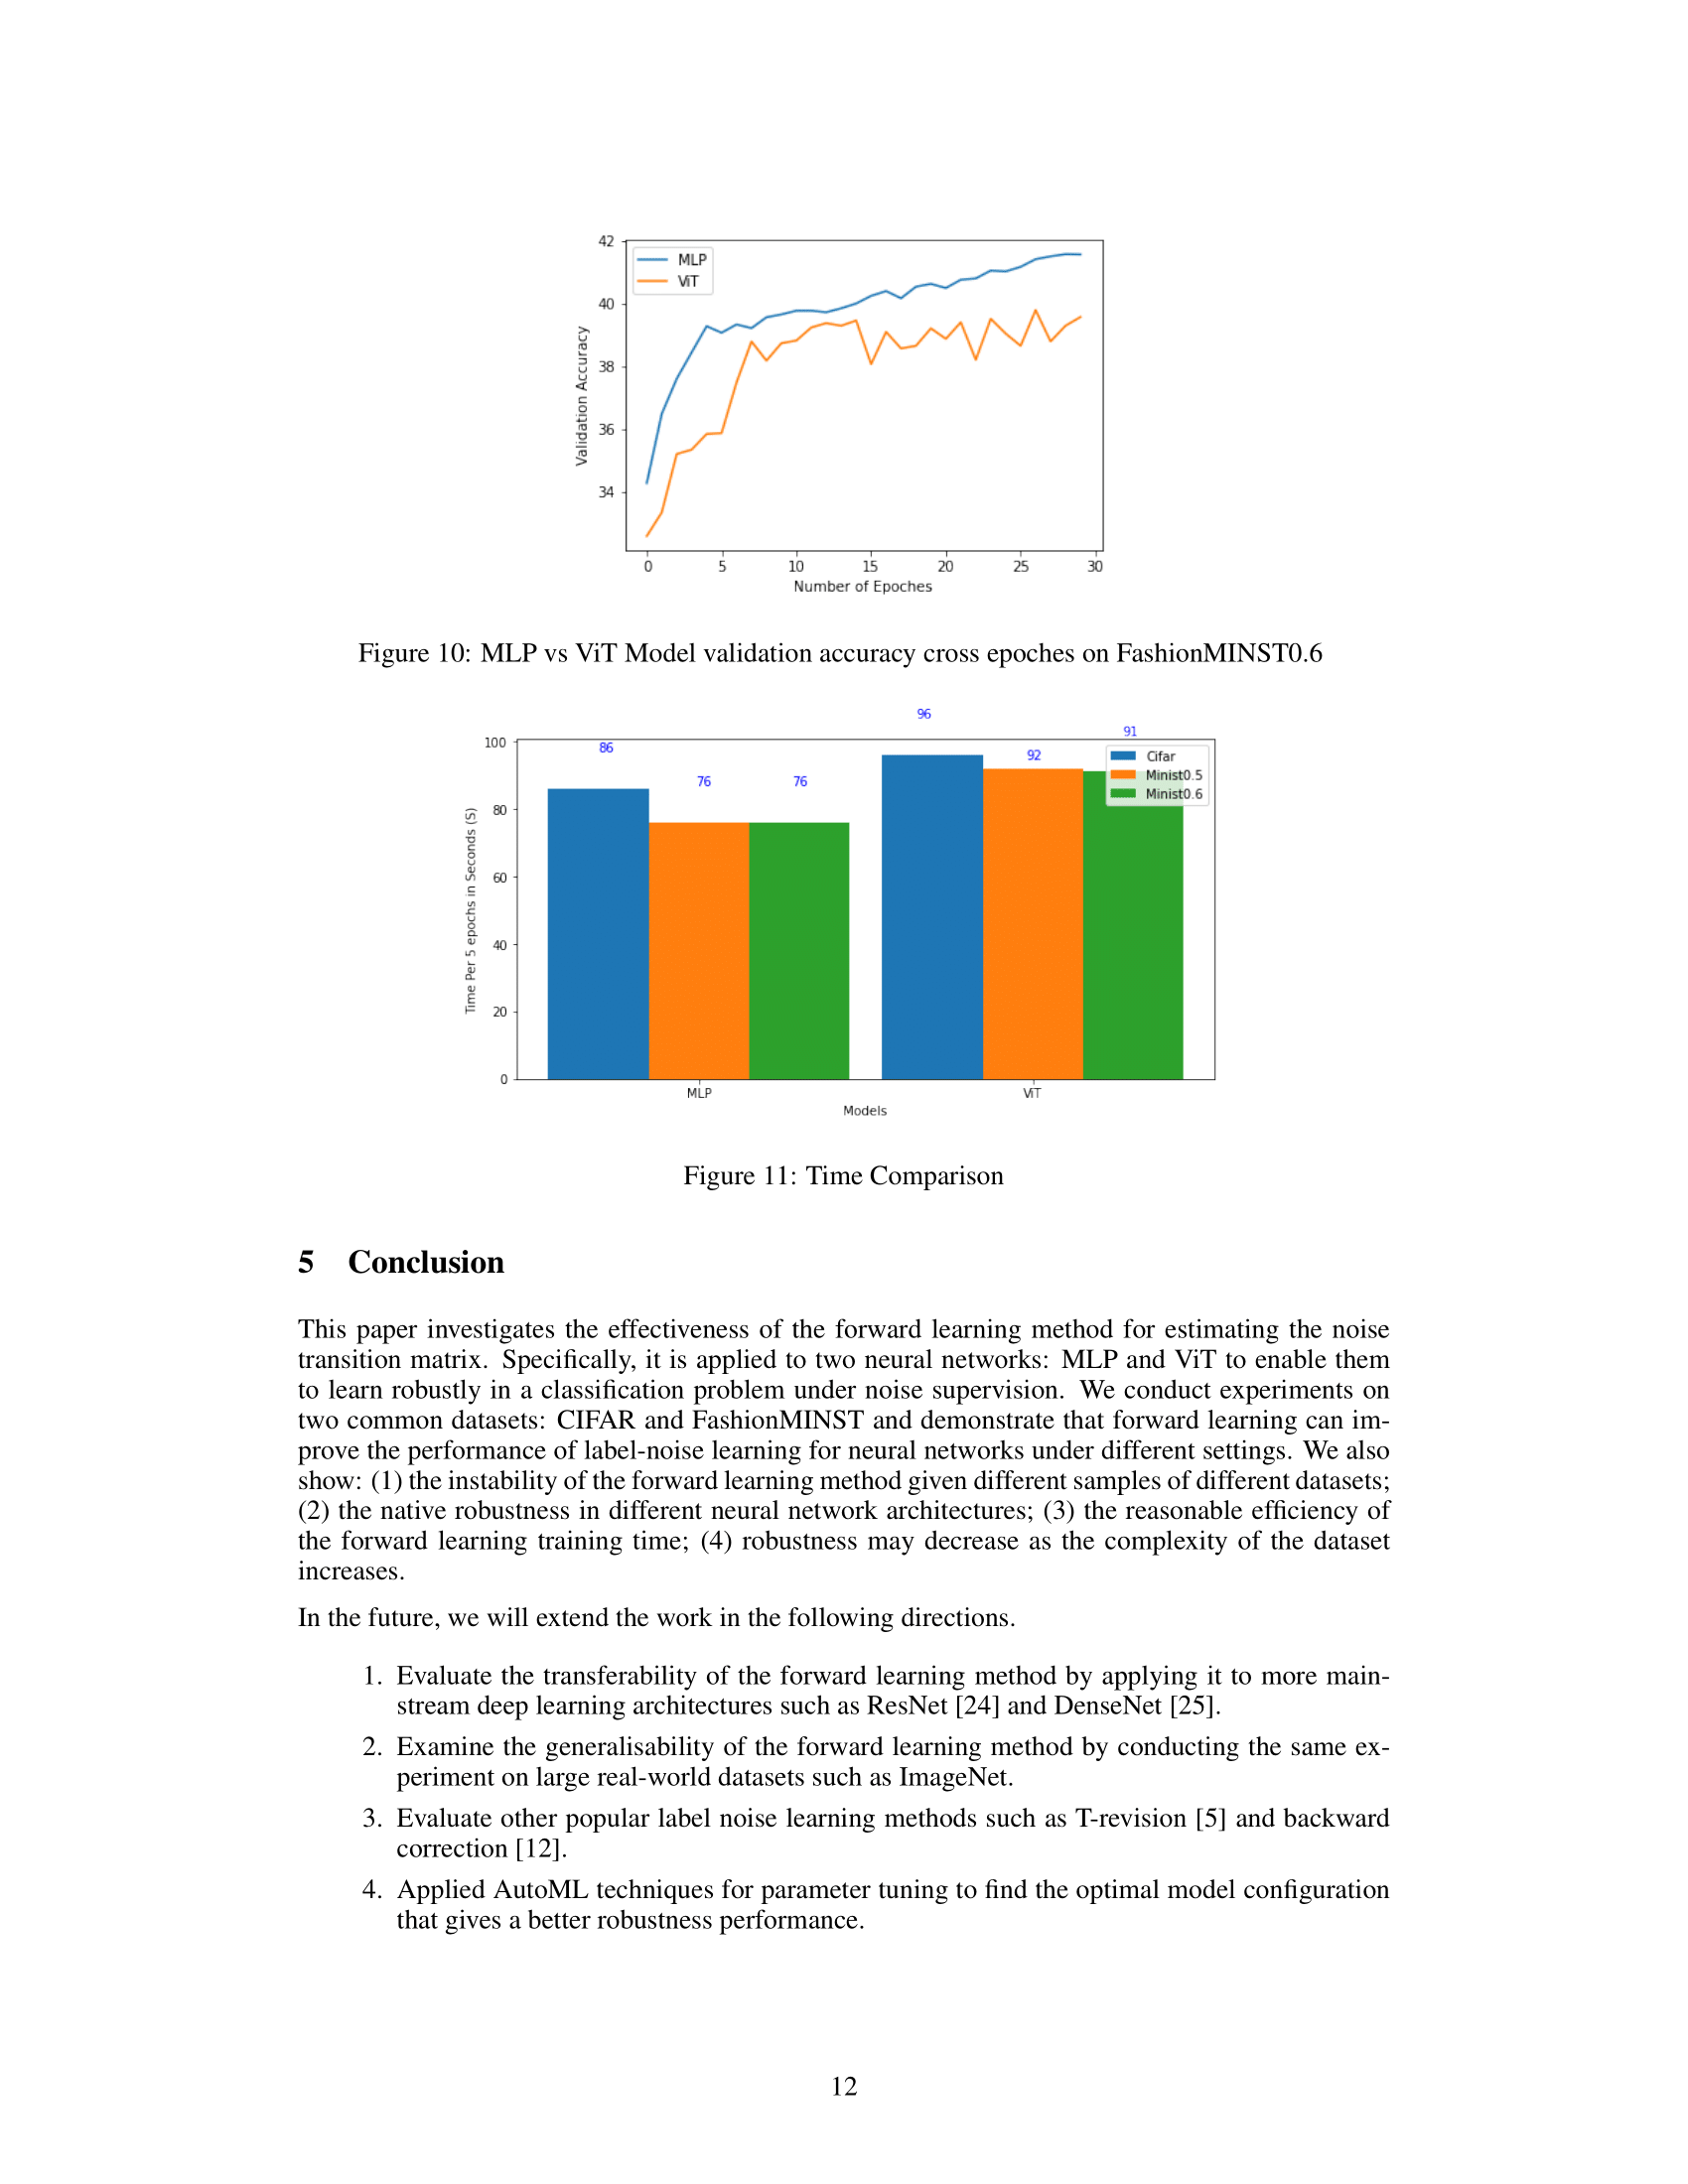 42
40
38
36
34
MLP
ViT
Validation Accuracy
0 5 10 15 20 25 30
Number of Epoches
Figure 10: MLP vs ViT Model validation accuracy cross epoches on FashionMINST0.6
96
91
86
92
76
76
100
80
60
40
20
0
Cifar
Minist0.5
Minist0.6
Time Per 5 epochs in Seconds (S)
MLP ViT
Models
Figure 11: Time Comparison
5 Conclusion
This paper investigates the effectiveness of the forward learning method for estimating the noise
transition matrix. Specifically, it is applied to two neural networks: MLP and ViT to enable them
to learn robustly in a classification problem under noise supervision. We conduct experiments on
two common datasets: CIFAR and FashionMINST and demonstrate that forward learning can im-
prove the performance of label-noise learning for neural networks under different settings. We also
show: (1) the instability of the forward learning method given different samples of different datasets;
(2) the native robustness in different neural network architectures; (3) the reasonable efficiency of
the forward learning training time; (4) robustness may decrease as the complexity of the dataset
increases.
In the future, we will extend the work in the following directions.
1. Evaluate the transferability of the forward learning method by applying it to more main-
stream deep learning architectures such as ResNet [24] and DenseNet [25].
2. Examine the generalisability of the forward learning method by conducting the same ex-
periment on large real-world datasets such as ImageNet.
3. Evaluate other popular label noise learning methods such as T-revision [5] and backward
correction [12].
4. Applied AutoML techniques for parameter tuning to find the optimal model configuration
that gives a better robustness performance.
12